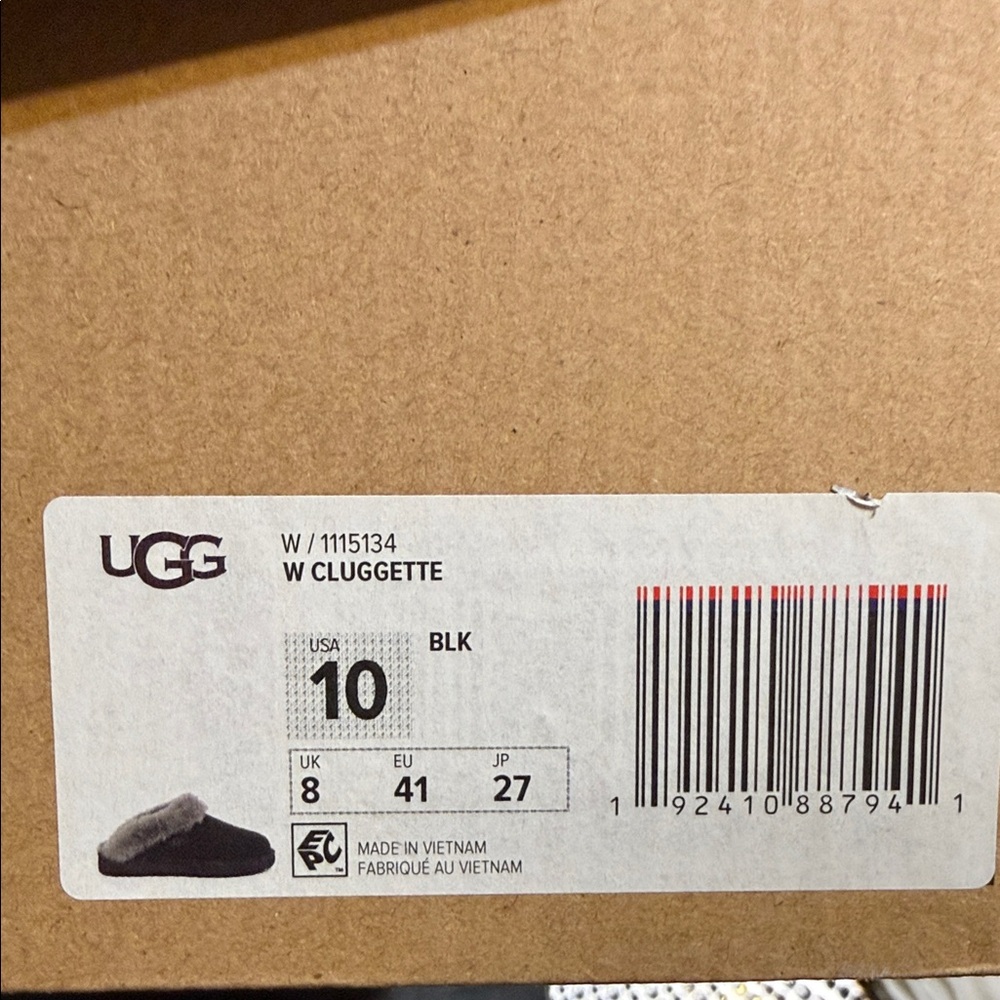 UGG
W / 1115134
W CLUGGETTE
USA
10
BLK
UK EU JP
8 41 27
EPC™
MADE IN VIETNAM
FABRIQUÉ AU VIETNAM
1 92410 88794 1